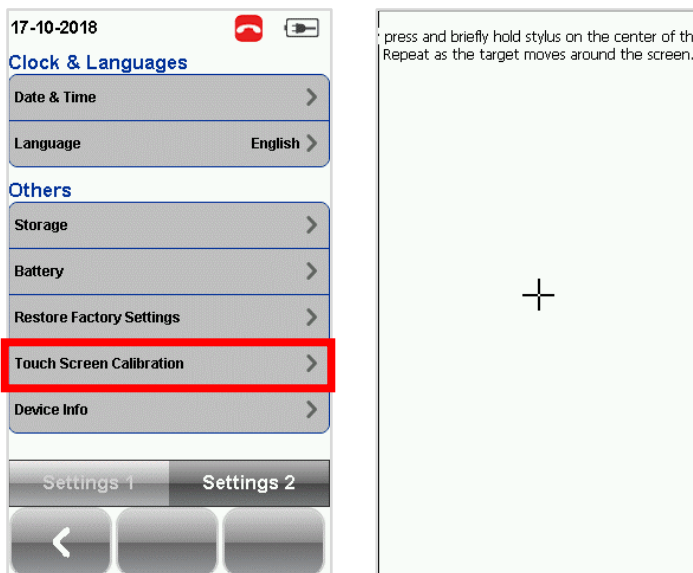 17-10-2018
Clock & Languages
Date & Time
Language English
Others
Storage
Battery
Restore Factory Settings
Touch Screen Calibration
Device Info
Settings 1 Settings 2
press and briefly hold stylus on the center of th
Repeat as the target moves around the screen.